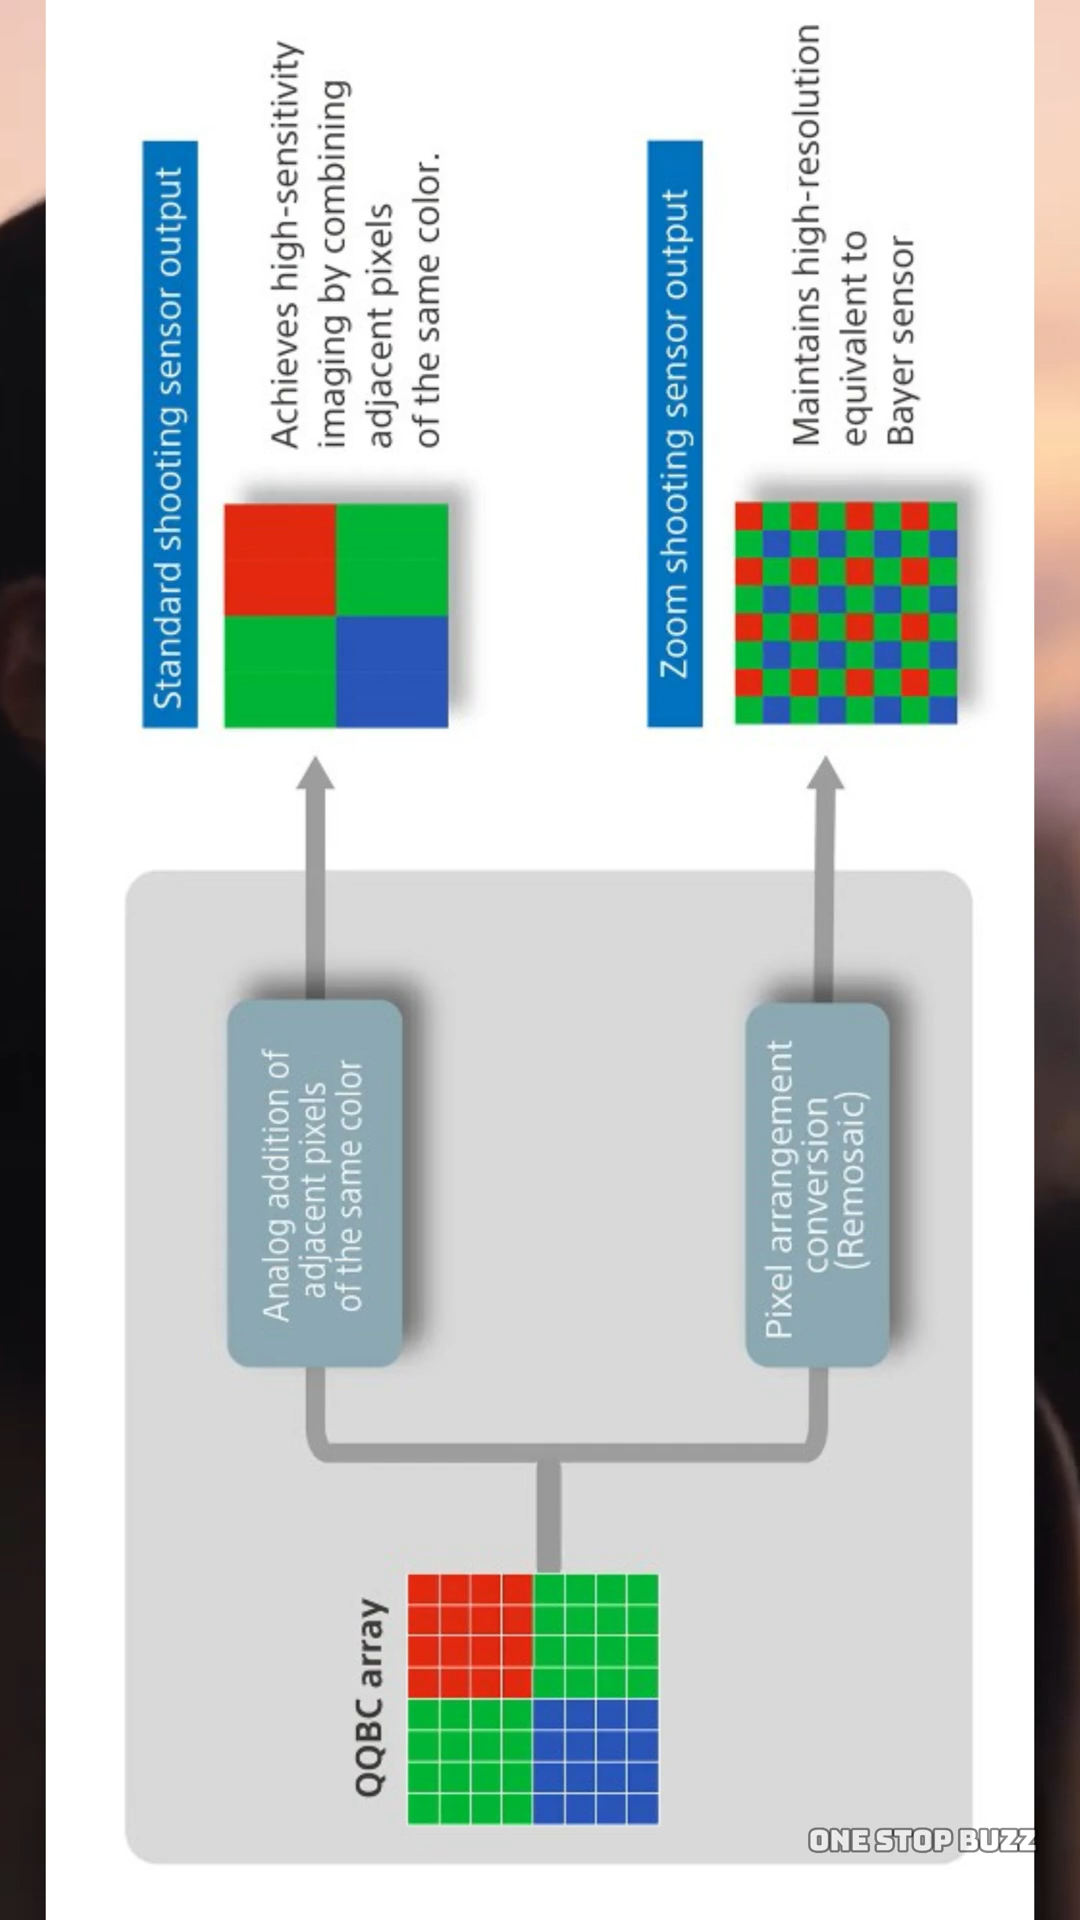 QQBC array
Analog addition of
adjacent pixels
of the same color
Standard shooting sensor output
Achieves high-sensitivity
imaging by combining
adjacent pixels
of the same color.
Pixel arrangement
conversion
(Remosaic)
Zoom shooting sensor output
Maintains high-resolution
equivalent to
Bayer sensor
ONE STOP BUZZ